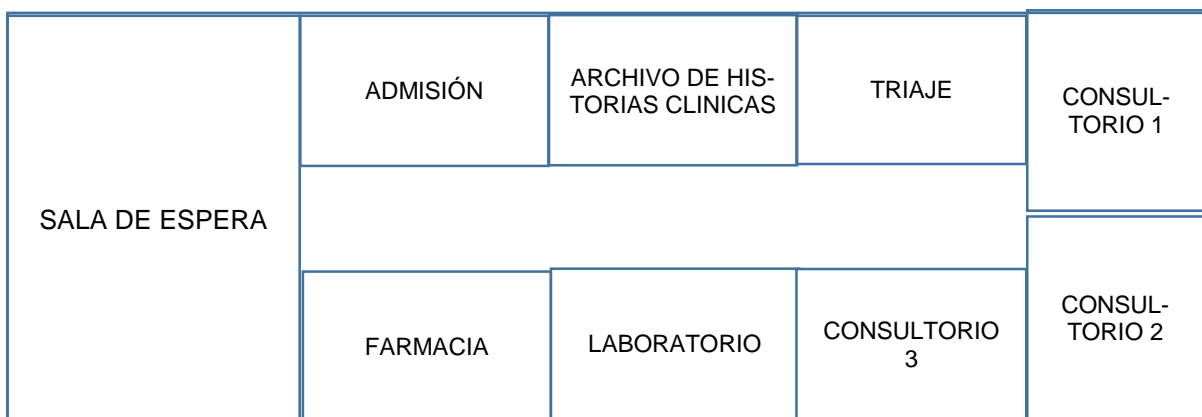 ADMISIÓN
ARCHIVO DE HIS-
TORIAS CLINICAS
TRIAJE
CONSUL-
TORIO 1
SALA DE ESPERA
FARMACIA
LABORATORIO
CONSULTORIO
3
CONSUL-
TORIO 2